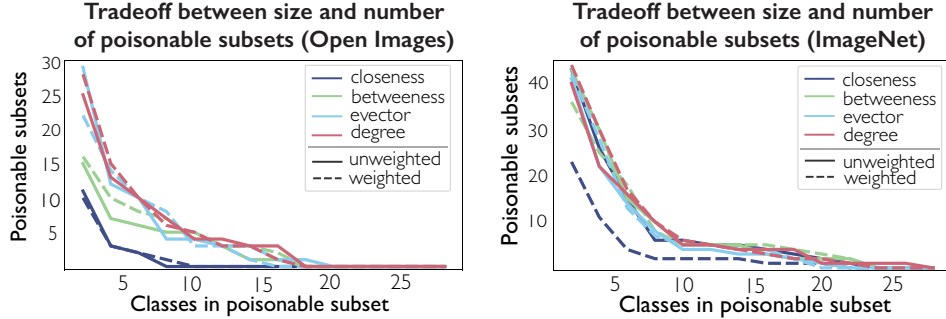 Tradeoff between size and number
of poisonable subsets (Open Images)
Poisonable subsets
30
25
20
15
10
5
closeness
betweeness
evector
degree
unweighted
weighted
5
10
15
20
25
Classes in poisonable subset
Tradeoff between size and number
of poisonable subsets (ImageNet)
Poisonable subsets
40
30
20
10
closeness
betweeness
evector
degree
unweighted
weighted
5
10
15
20
25
Classes in poisonable subset